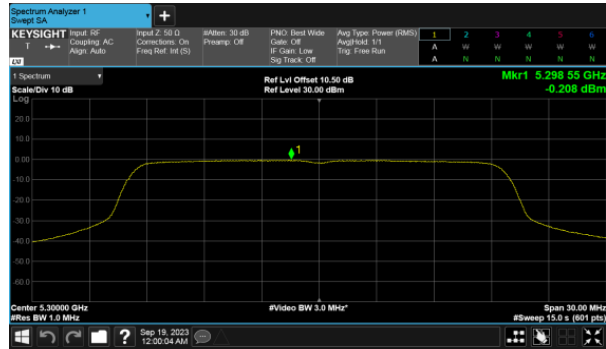 Spectrum Analyzer 1
Swept SA
+
KEYSIGHT Input: RF Input Z: 50 Ω #Atten: 30 dB PNO: Best Wide Avg Type: Power (RMS) 1 2 3 4 5 6
Coupling: AC Corrections: On Preamp: Off Gate: Off Avg|Hold: 1/1 A W W W W W
Align: Auto Freq Ref: Int (S) IF Gain: Low Trig: Free Run
Sig Track: Off A N N N N N
LXI
1 Spectrum
Scale/Div 10 dB
Ref Lvl Offset 10.50 dB
Ref Level 30.00 dBm
Mkr1 5.298 55 GHz
-0.208 dBm
Log
20.0
10.0
0.00
1
-10.0
-20.0
-30.0
-40.0
-50.0
-60.0
Center 5.30000 GHz #Video BW 3.0 MHz* Span 30.00 MHz
#Res BW 1.0 MHz #Sweep 15.0 s (601 pts)
?
Sep 19, 2023
12:00:04 AM